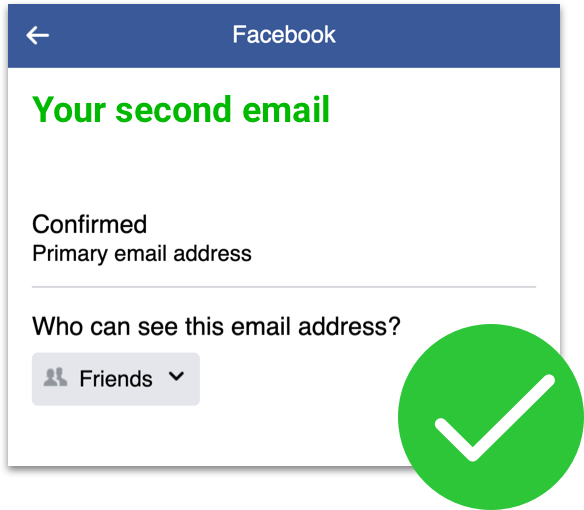 Facebook
Your second email
Confirmed
Primary email address
Who can see this email address?
Friends